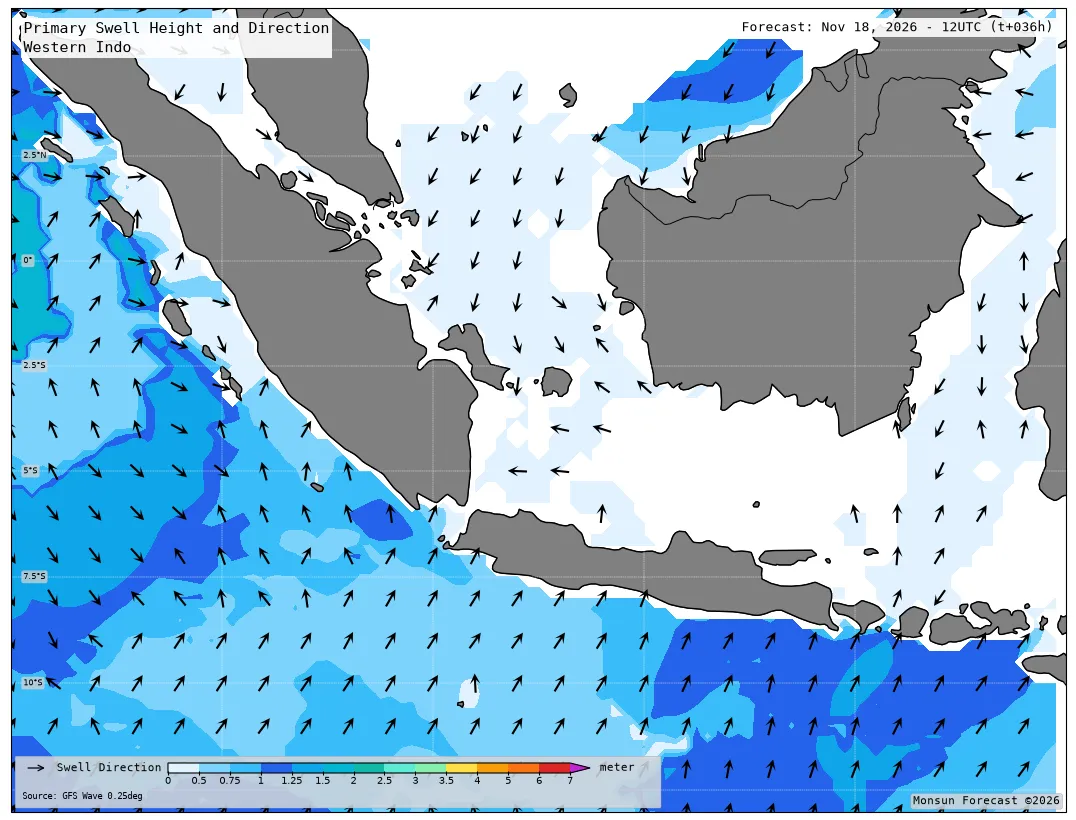 Primary Swell Height and Direction
Western Indo
Forecast: Nov 18, 2026 - 12UTC (t+036h)
2.5°N
0°
2.5°S
5°S
7.5°S
10°S
Swell Direction
0 0.5 0.75 1 1.25 1.5 2 2.5 3 3.5 4 5 6 7
meter
Source: GFS Wave 0.25deg
Monsun Forecast ©2026